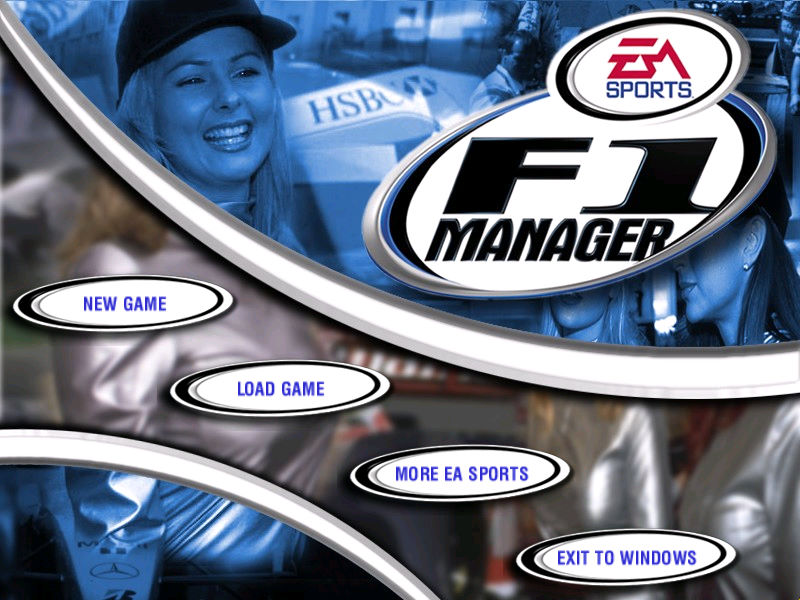 HSBC
EA
SPORTS
F1
MANAGER
NEW GAME
LOAD GAME
MORE EA SPORTS
EXIT TO WINDOWS